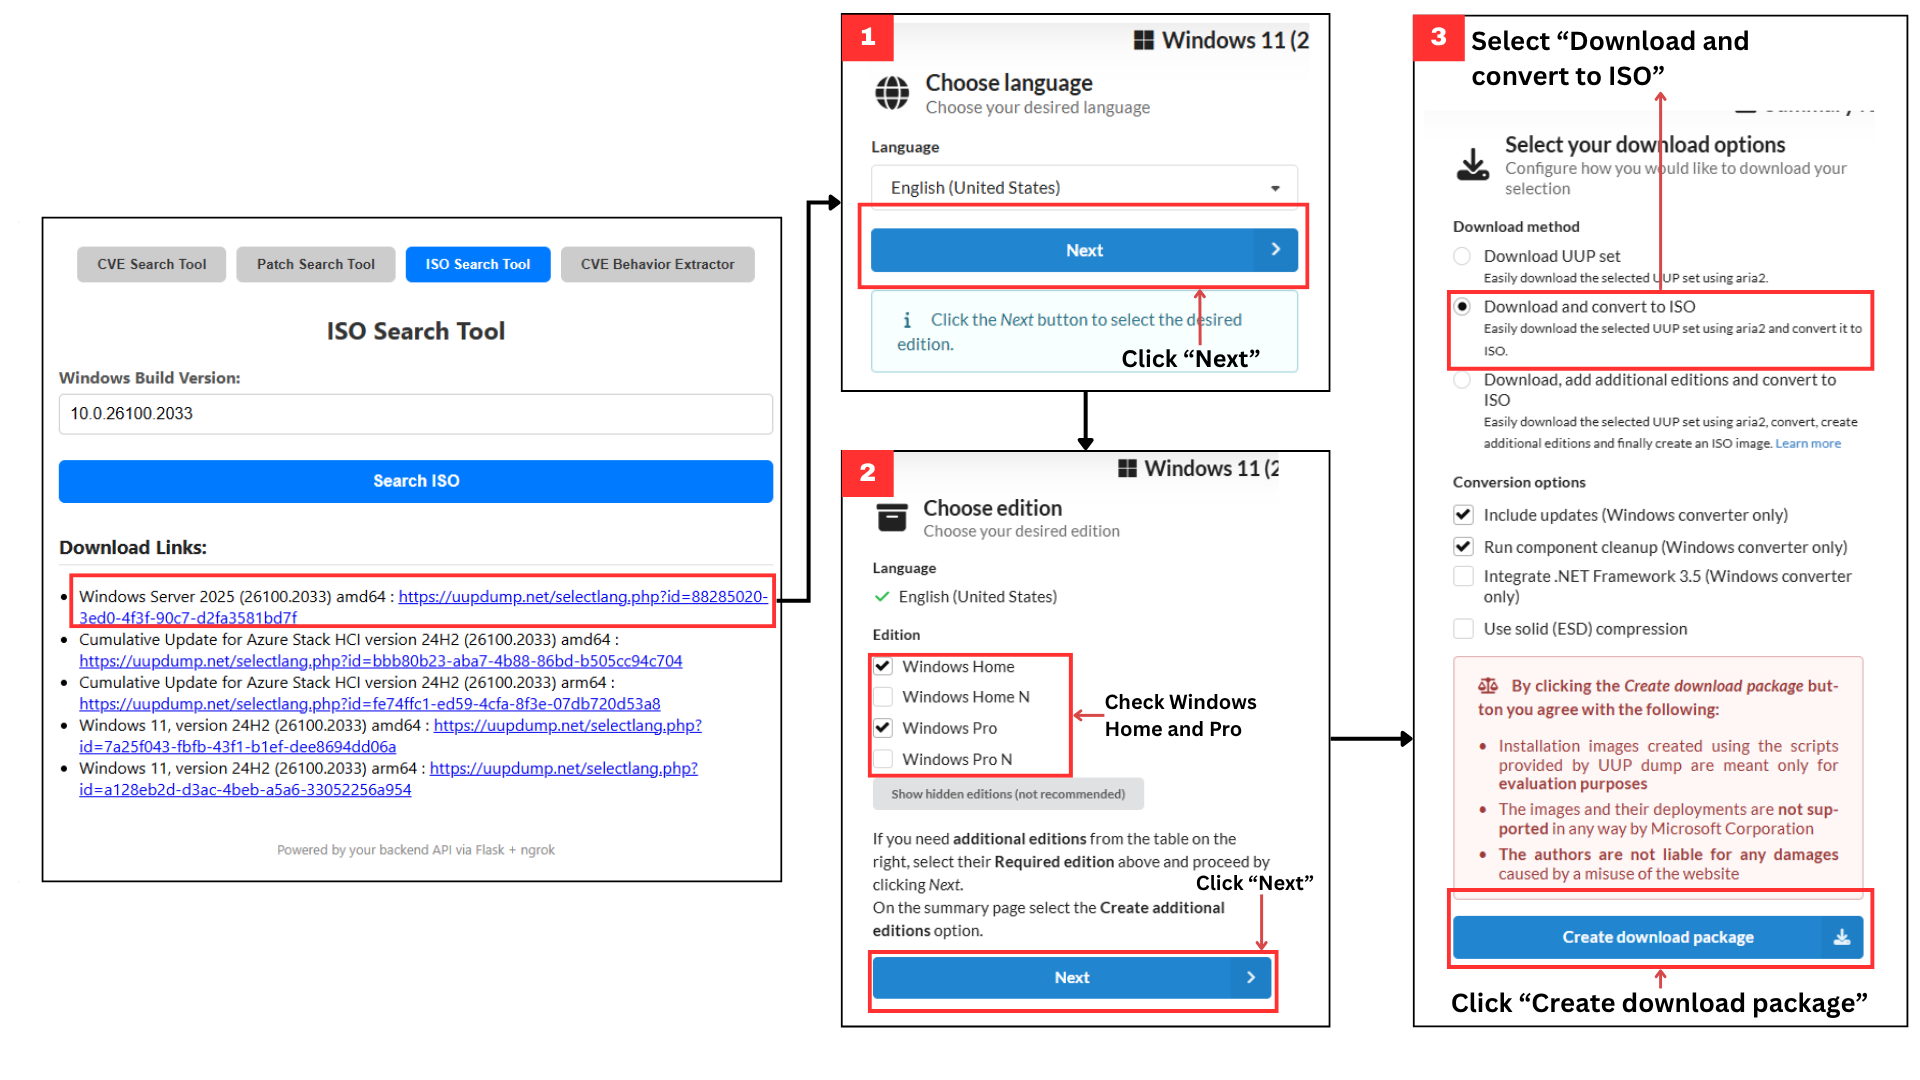 CVE Search Tool
Patch Search Tool
ISO Search Tool
CVE Behavior Extractor
ISO Search Tool
Windows Build Version:
10.0.26100.2033
Search ISO
Download Links:
• Windows Server 2025 (26100.2033) amd64 : https://uupdump.net/selectlang.php?id=88285020-
3ed0-4f3f-90c7-d2fa3581bd7f
• Cumulative Update for Azure Stack HCI version 24H2 (26100.2033) amd64 :
https://uupdump.net/selectlang.php?id=bbb80b23-aba7-4b88-86bd-b505cc94c704
• Cumulative Update for Azure Stack HCI version 24H2 (26100.2033) arm64 :
https://uupdump.net/selectlang.php?id=fe74ffc1-ed59-4cfa-8f3e-07db720d53a8
• Windows 11, version 24H2 (26100.2033) amd64 : https://uupdump.net/selectlang.php?
id=7a25f043-fbfb-43f1-b1ef-dee8694dd06a
• Windows 11, version 24H2 (26100.2033) arm64 : https://uupdump.net/selectlang.php?
id=a128eb2d-d3ac-4beb-a5a6-33052256a954
Powered by your backend API via Flask + ngrok
1
Windows 11 (2
Choose language
Choose your desired language
Language
English (United States)
Next
i Click the Next button to select the desired
edition.
Click “Next”
2
Windows 11 (2
Choose edition
Choose your desired edition
Language
English (United States)
Edition
Windows Home
Windows Home N
Windows Pro
Windows Pro N
Check Windows
Home and Pro
Show hidden editions (not recommended)
If you need additional editions from the table on the
right, select their Required edition above and proceed by
clicking Next.
Click “Next”
On the summary page select the Create additional
editions option.
Next
3
Select “Download and
convert to ISO”
Select your download options
Configure how you would like to download your
selection
Download method
Download UUP set
Easily download the selected UUP set using aria2.
Download and convert to ISO
Easily download the selected UUP set using aria2 and convert it to
ISO.
Download, add additional editions and convert to
ISO
Easily download the selected UUP set using aria2, convert, create
additional editions and finally create an ISO image. Learn more
Conversion options
Include updates (Windows converter only)
Run component cleanup (Windows converter only)
Integrate .NET Framework 3.5 (Windows converter
only)
Use solid (ESD) compression
By clicking the Create download package but-
ton you agree with the following:
• Installation images created using the scripts
provided by UUP dump are meant only for
evaluation purposes
• The images and their deployments are not sup-
ported in any way by Microsoft Corporation
• The authors are not liable for any damages
caused by a misuse of the website
Create download package
Click “Create download package”